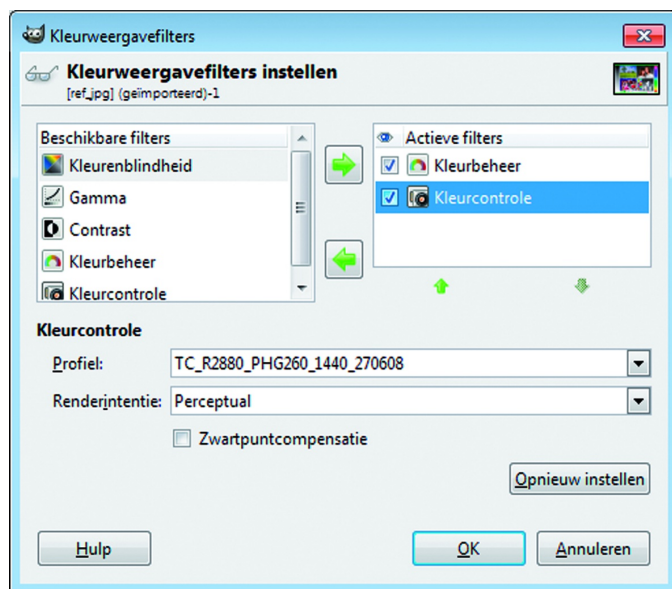 Kleurweergavefilters
Kleurweergavefilters instellen
[ref_jpg] (geïmporteerd)-1
Beschikbare filters
Kleurenblindheid
Gamma
Contrast
Kleurbeheer
Kleurcontrole
Actieve filters
Kleurbeheer
Kleurcontrole
Kleurcontrole
Profiel: TC_R2880_PHG260_1440_270608
Renderintentie: Perceptual
Zwartpuntcompensatie
Opnieuw instellen
Hulp OK Annuleren